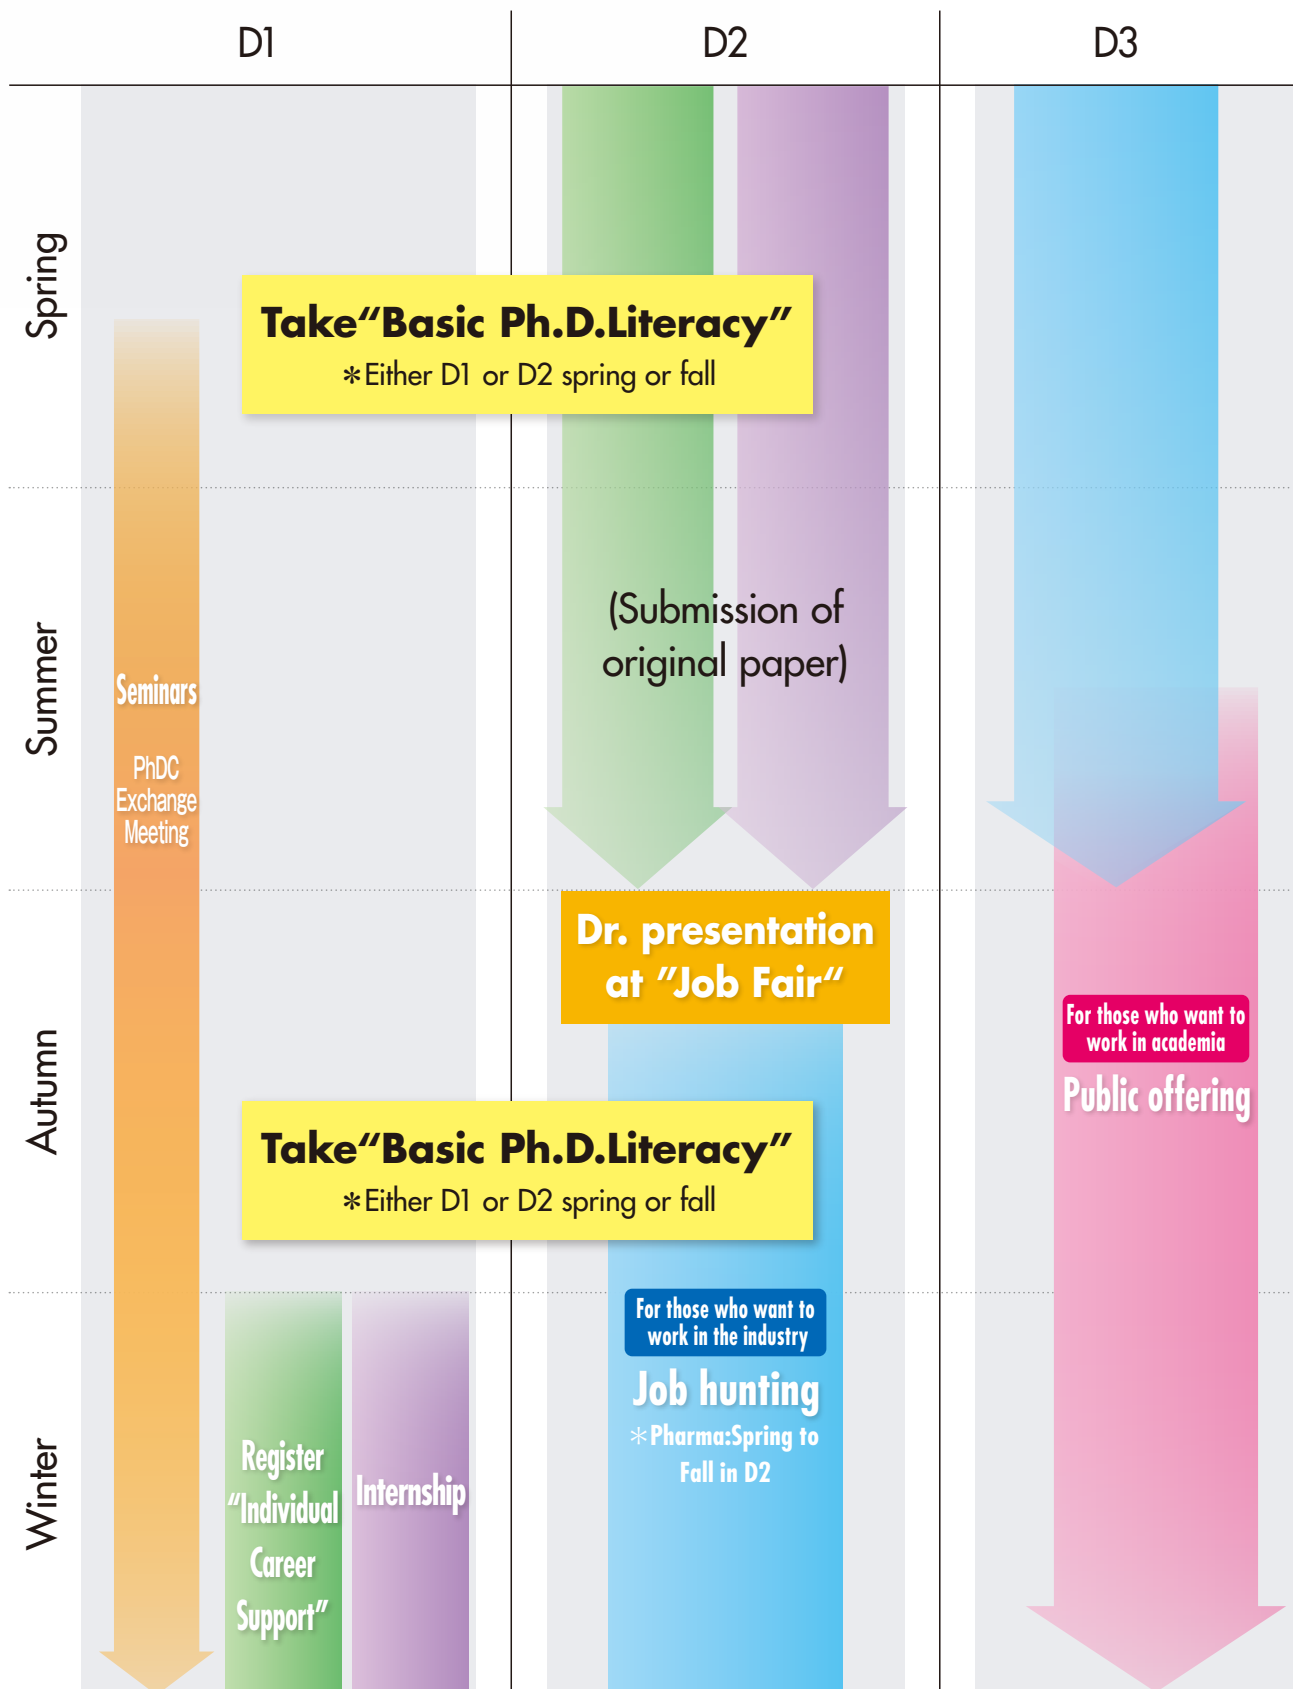 D1
D2
D3
Spring
Take“Basic Ph.D.Literacy”
*Either D1 or D2 spring or fall
Summer
(Submission of
original paper)
Seminars
PhDC
Exchange
Meeting
Autumn
Dr. presentation
at ”Job Fair“
For those who want to
work in academia
Public offering
Take“Basic Ph.D.Literacy”
*Either D1 or D2 spring or fall
Winter
Register
“Individual
Career
Support”
Internship
For those who want to
work in the industry
Job hunting
*Pharma:Spring to
Fall in D2